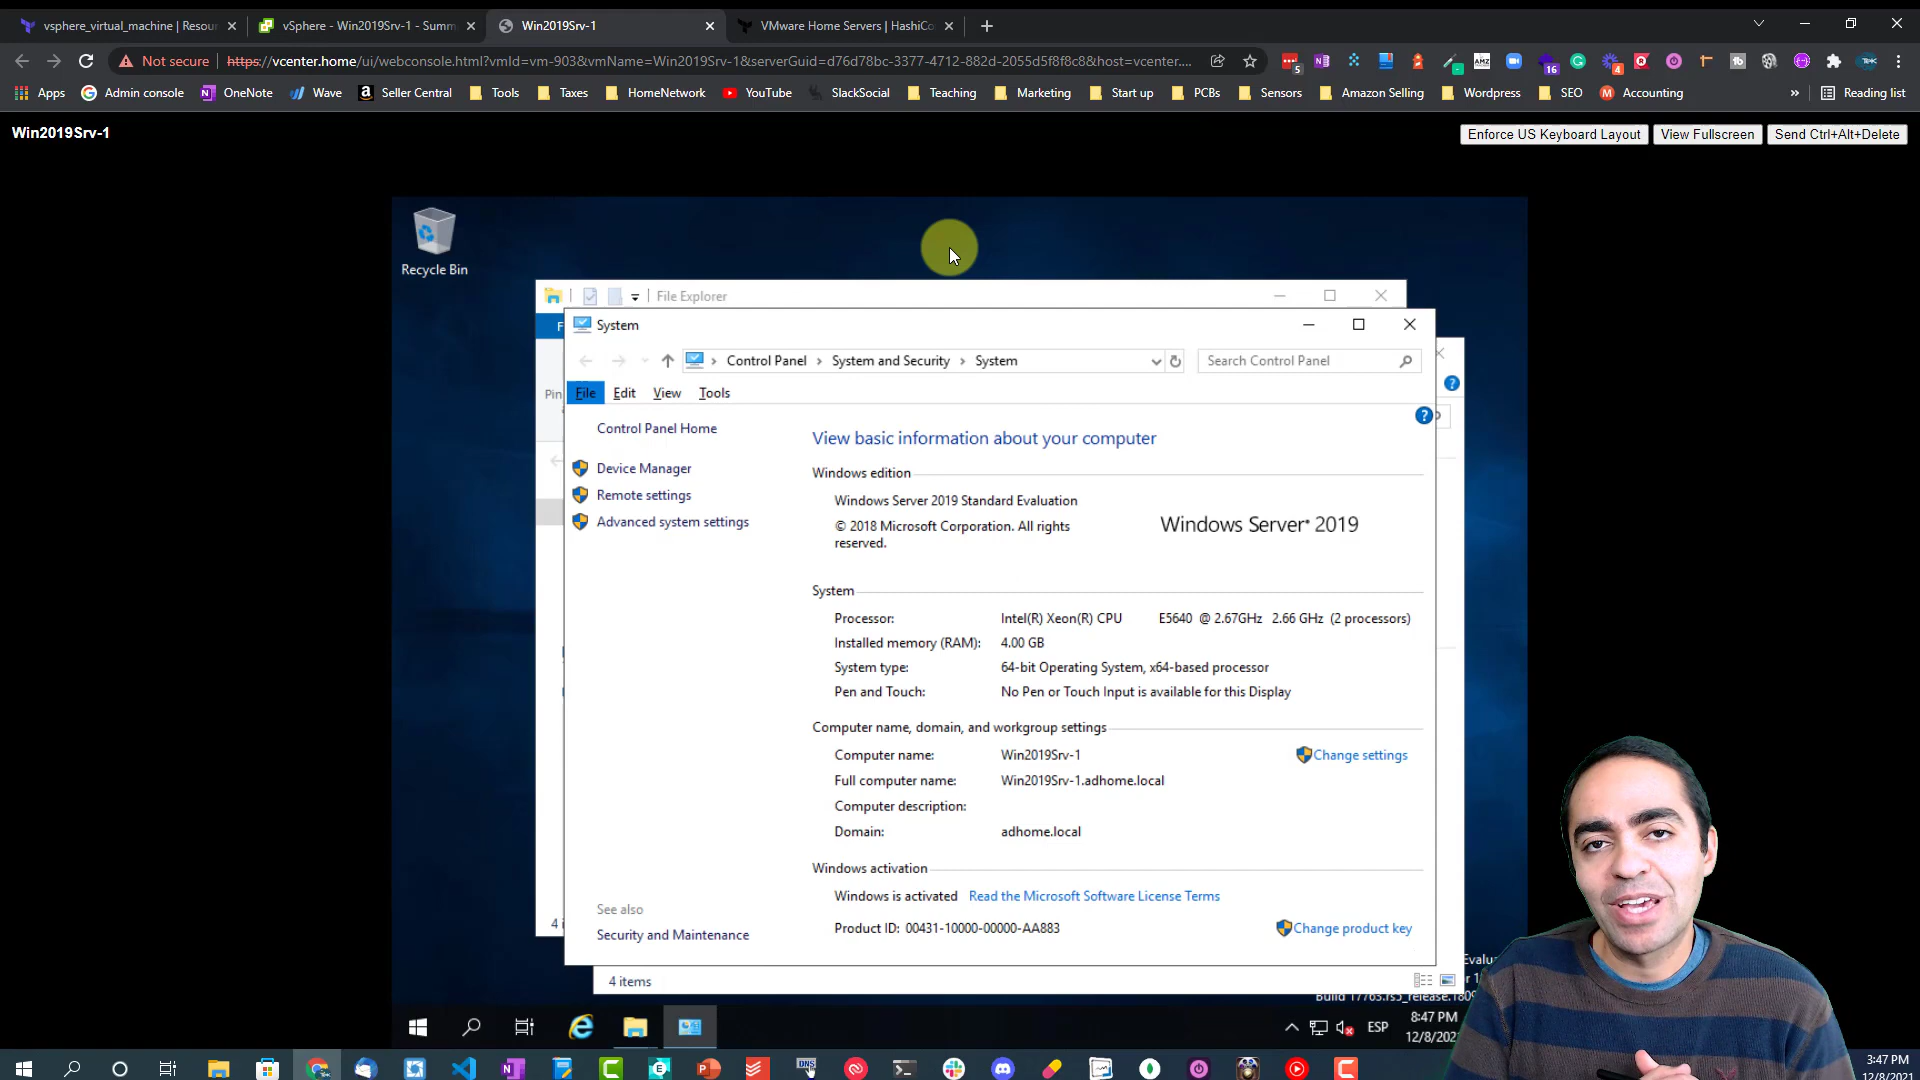 vsphere_virtual_machine | Resour
vSphere - Win2019Srv-1 - Summ
Win2019Srv-1
VMware Home Servers | HashiCo
Not secure
https://vcenter.home/ui/webconsole.html?vmId=vm-903&vmName=Win2019Srv-1&serverGuid=d76d78bc-3377-4712-882d-2055d5f8f8c8&host=vcenter....
Apps
Admin console
OneNote
Wave
Seller Central
Tools
Taxes
HomeNetwork
YouTube
SlackSocial
Teaching
Marketing
Start up
PCBs
Sensors
Amazon Selling
Wordpress
SEO
Accounting
»
Reading list
Win2019Srv-1
Enforce US Keyboard Layout
View Fullscreen
Send Ctrl+Alt+Delete
Recycle Bin
File Explorer
System
Control Panel > System and Security > System
Search Control Panel
File Edit View Tools
Pin
Control Panel Home
Device Manager
Remote settings
Advanced system settings
View basic information about your computer
Windows edition
Windows Server 2019 Standard Evaluation
© 2018 Microsoft Corporation. All rights
reserved.
Windows Server® 2019
System
Processor: Intel(R) Xeon(R) CPU E5640 @ 2.67GHz 2.66 GHz (2 processors)
Installed memory (RAM): 4.00 GB
System type: 64-bit Operating System, x64-based processor
Pen and Touch: No Pen or Touch Input is available for this Display
Computer name, domain, and workgroup settings
Computer name: Win2019Srv-1
Change settings
Full computer name: Win2019Srv-1.adhome.local
Computer description:
Domain: adhome.local
Windows activation
Windows is activated Read the Microsoft Software License Terms
Product ID: 00431-10000-00000-AA883
Change product key
See also
Security and Maintenance
4 items
ESP
8:47 PM
12/8/202
3:47 PM
12/8/2021